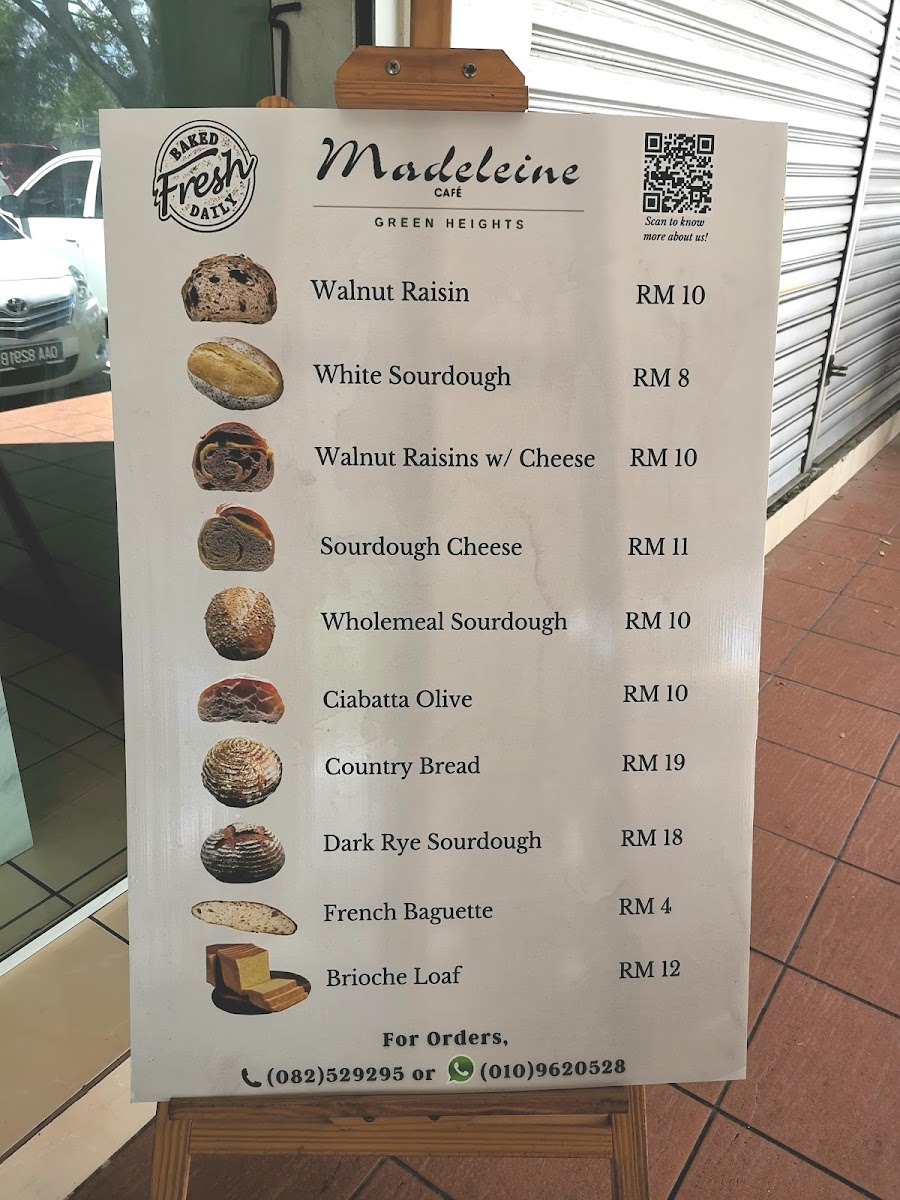 BAKED
Fresh
DAILY
Madeleine
CAFÉ
GREEN HEIGHTS
Scan to know
more about us!
Walnut Raisin RM 10
White Sourdough RM 8
Walnut Raisins w/ Cheese RM 10
Sourdough Cheese RM 11
Wholemeal Sourdough RM 10
Ciabatta Olive RM 10
Country Bread RM 19
Dark Rye Sourdough RM 18
French Baguette RM 4
Brioche Loaf RM 12
For Orders,
(082)529295 or (010)9620528